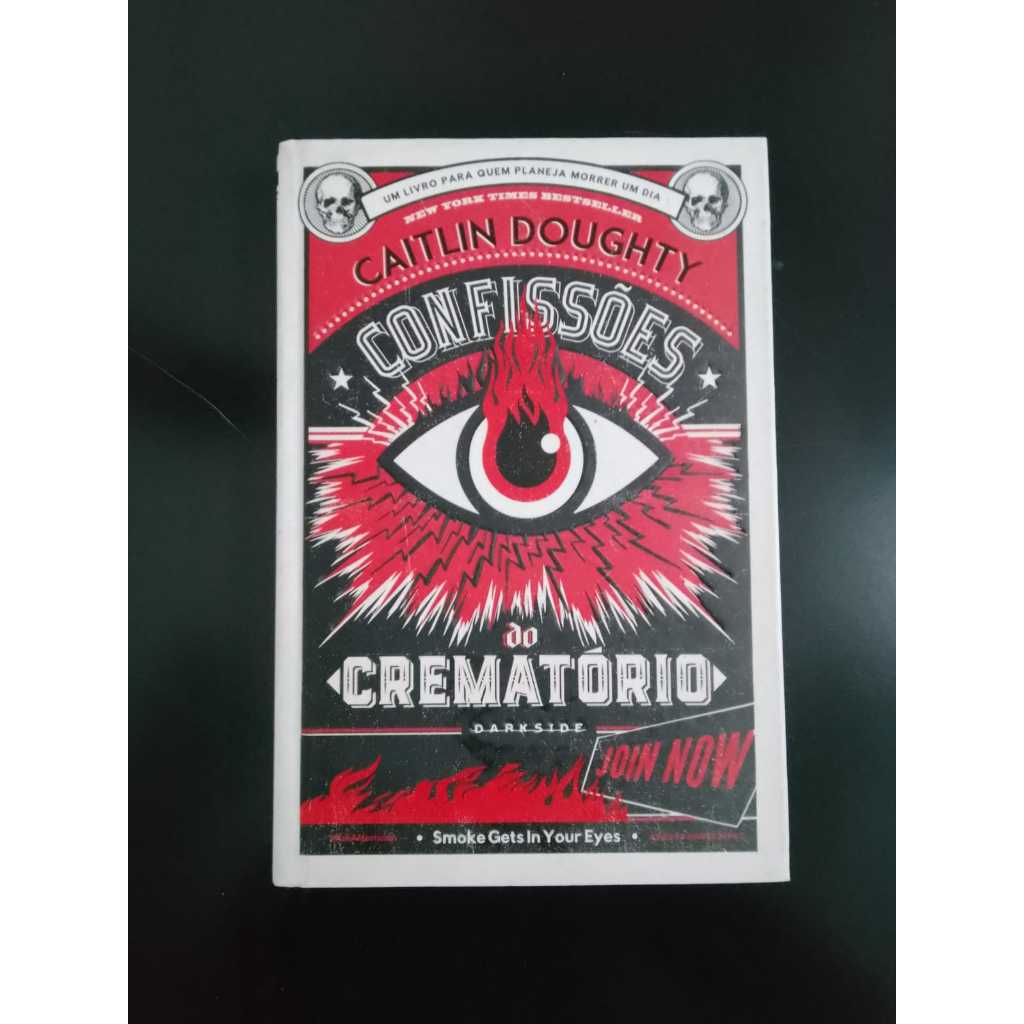 UM LIVRO PARA QUEM PLANEJA MORRER UM DIA
NEW YORK TIMES BESTSELLER
CAITLIN DOUGHTY
CONFISSÕES
do
CREMATÓRIO
DARKSIDE
JOIN NOW
• Smoke Gets In Your Eyes •